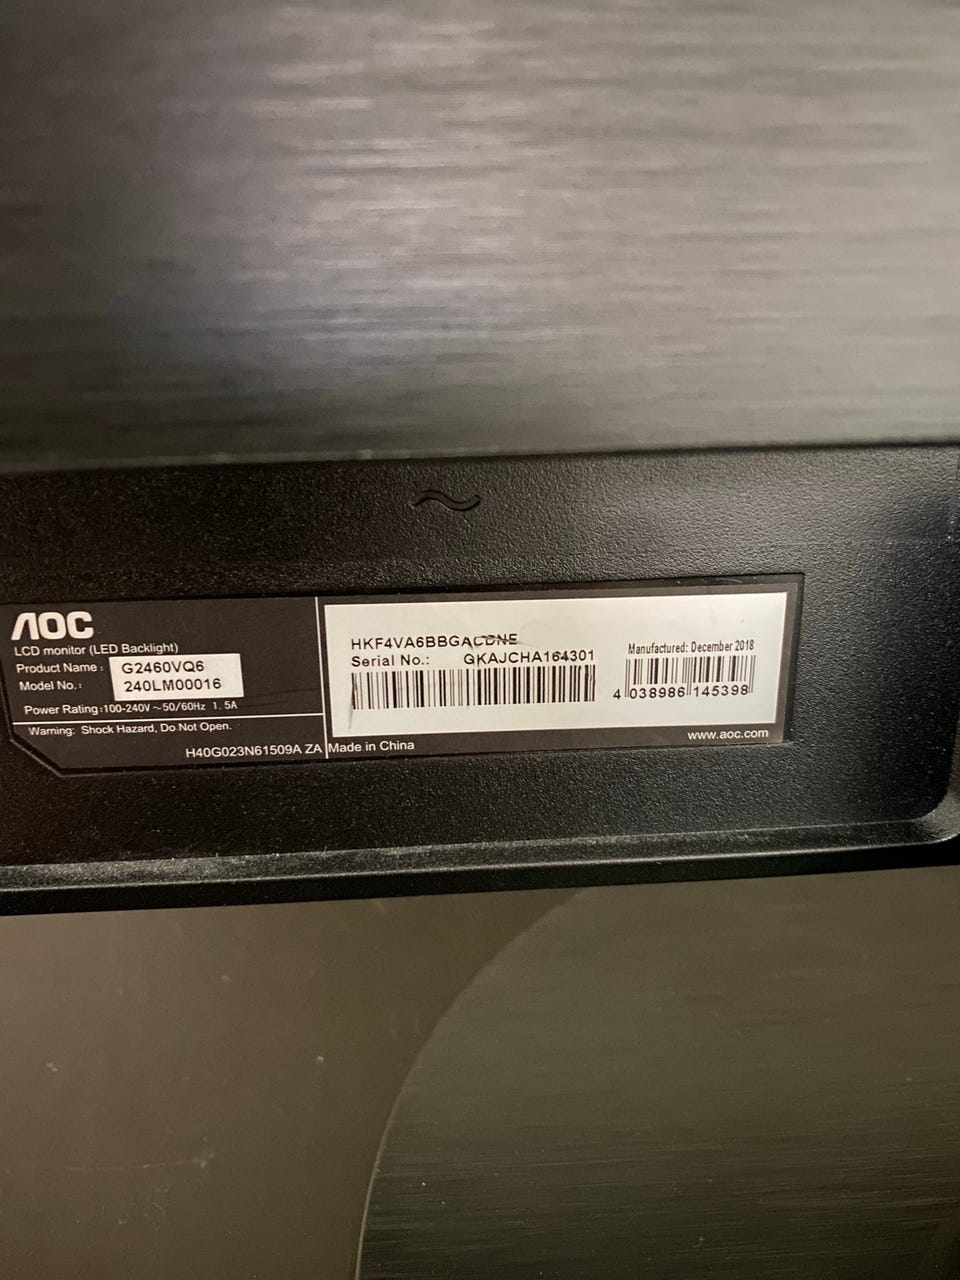 AOC
LCD monitor (LED Backlight)
Product Name: G2460VQ6
Model No.: 240LM00016
Power Rating:100-240V ~50/60Hz 1.5A
Warning: Shock Hazard, Do Not Open.
H40G023N61509A ZA Made in China
HKF4VA6BBGACDNE
Serial No.: GKAJCHA164301
Manufactured: December 2018
4 038986 145398
www.aoc.com